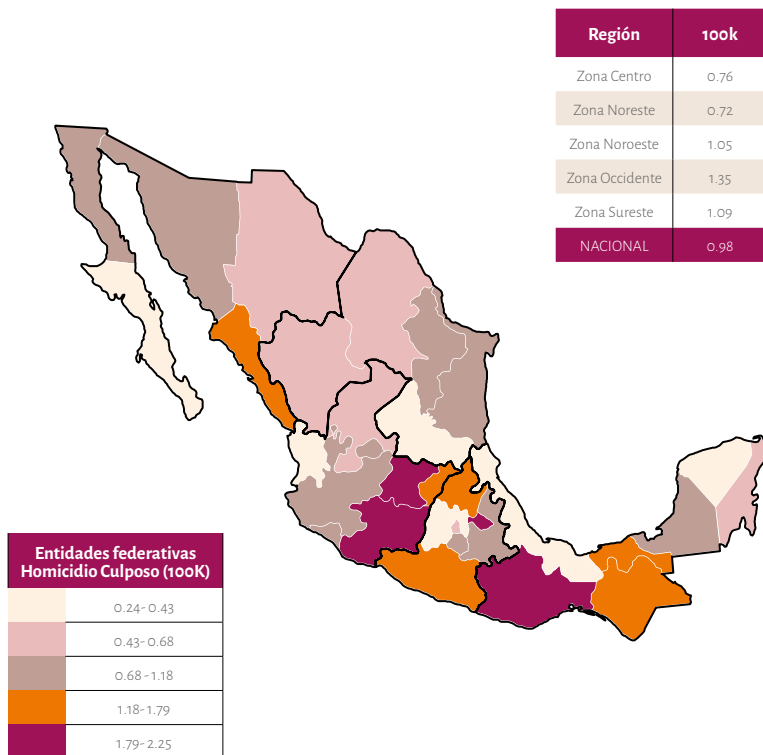 Región 100k
Zona Centro 0.76
Zona Noreste 0.72
Zona Noroeste 1.05
Zona Occidente 1.35
Zona Sureste 1.09
NACIONAL 0.98
Entidades federativas
Homicidio Culposo (100K)
0.24-0.43
0.43-0.68
0.68-1.18
1.18-1.79
1.79-2.25